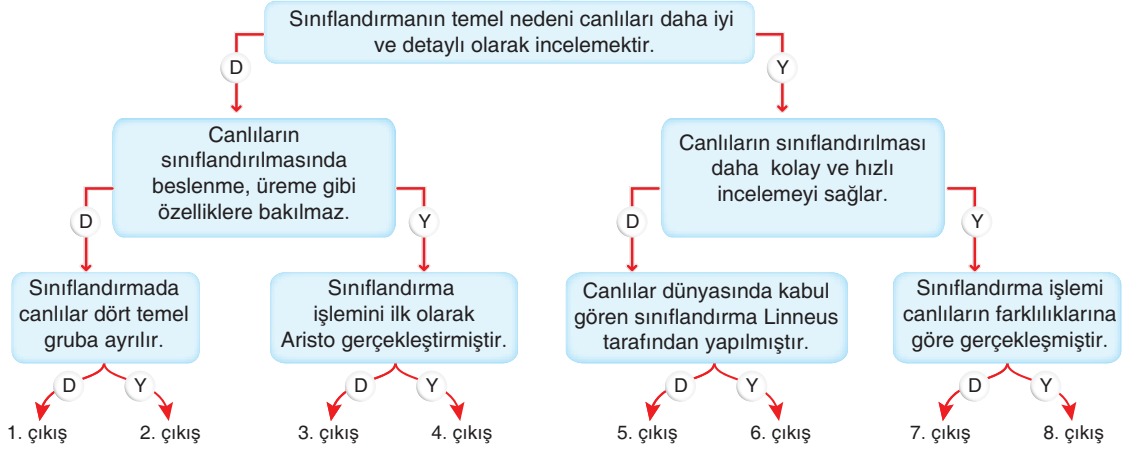 Sınıflandırmanın temel nedeni canlıları daha iyi
ve detaylı olarak incelemektir.
D
Y
Canlıların
sınıflandırılmasında
beslenme, üreme gibi
özelliklere bakılmaz.
Canlıların sınıflandırılması
daha kolay ve hızlı
incelemeyi sağlar.
D
Y
D
Y
Sınıflandırmada
canlılar dört temel
gruba ayrılır.
Sınıflandırma
işlemini ilk olarak
Aristo gerçekleştirmiştir.
Canlılar dünyasında kabul
gören sınıflandırma Linneus
tarafından yapılmıştır.
Sınıflandırma işlemi
canlıların farklılıklarına
göre gerçekleşmiştir.
D
Y
D
Y
D
Y
D
Y
1. çıkış
2. çıkış
3. çıkış
4. çıkış
5. çıkış
6. çıkış
7. çıkış
8. çıkış